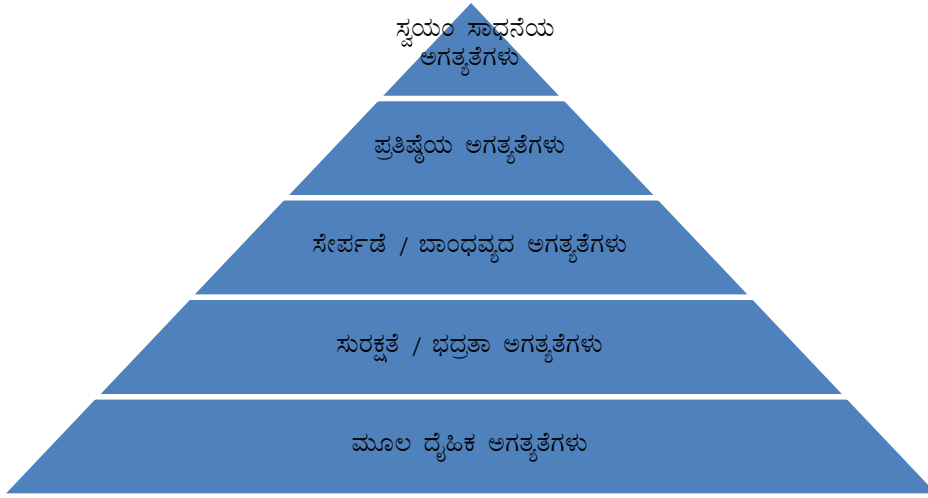 ಸ್ವಯಂ ಸಾಧನೆಯ
ಅಗತ್ಯತೆಗಳು
ಪ್ರತಿಷ್ಠೆಯ ಅಗತ್ಯತೆಗಳು
ಸೇರ್ಪಡೆ / ಬಾಂಧವ್ಯದ ಅಗತ್ಯತೆಗಳು
ಸುರಕ್ಷತೆ / ಭದ್ರತಾ ಅಗತ್ಯತೆಗಳು
ಮೂಲ ದೈಹಿಕ ಅಗತ್ಯತೆಗಳು